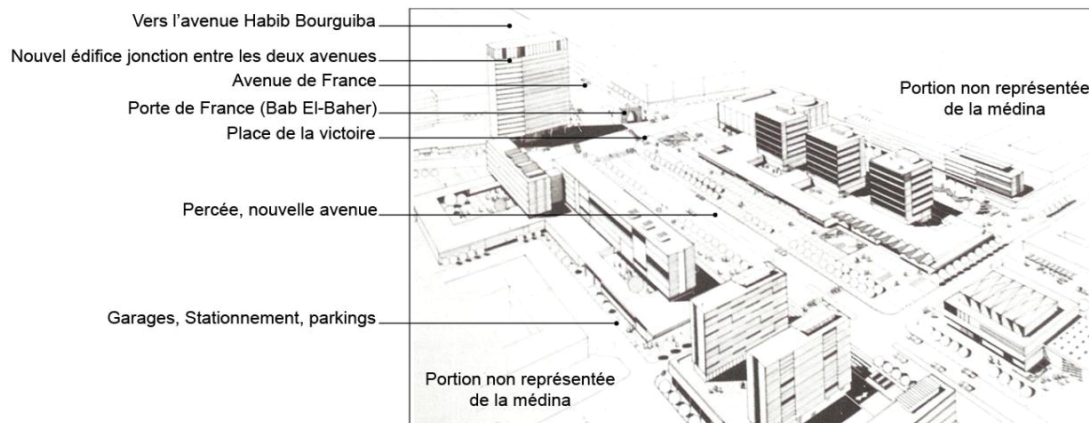 Vers l'avenue Habib Bourguiba
Nouvel édifice jonction entre les deux avenues
Avenue de France
Porte de France (Bab El-Baher)
Place de la victoire
Percée, nouvelle avenue
Garages, Stationnement, parkings
Portion non représentée
de la médina
Portion non représentée
de la médina